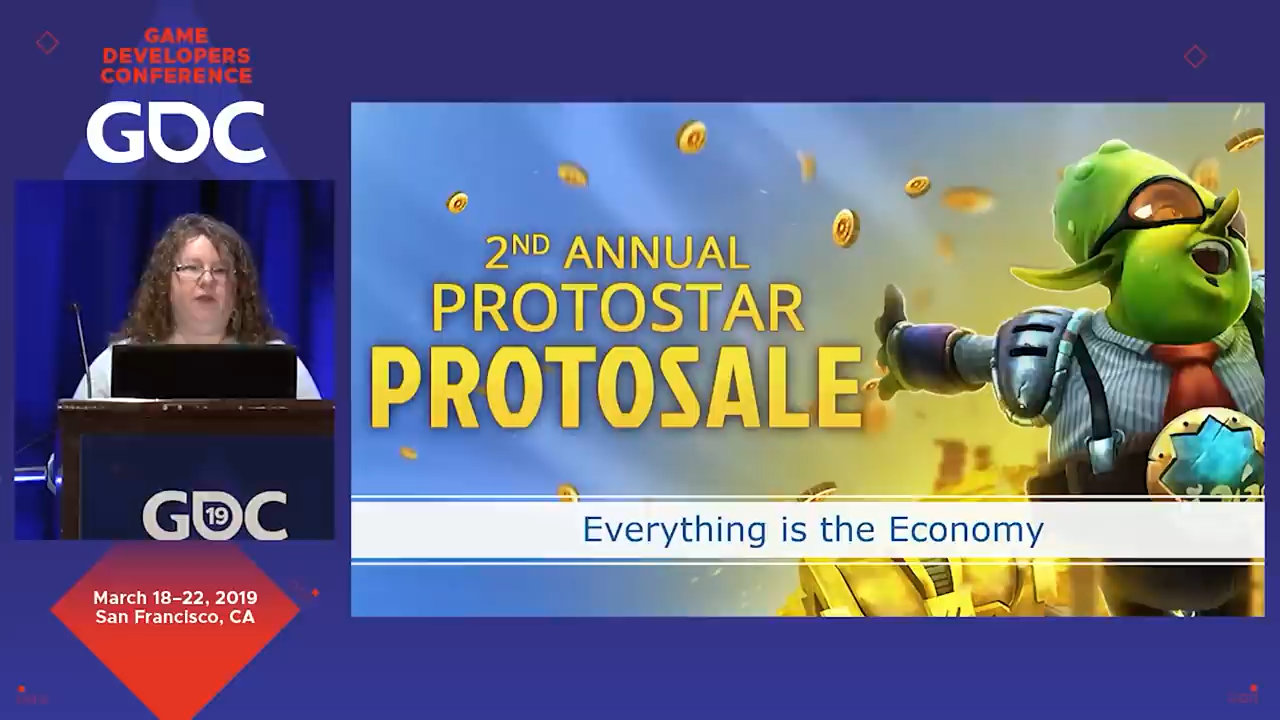 GAME
DEVELOPERS
CONFERENCE
GDC
GDC
19
March 18–22, 2019
San Francisco, CA
2ND ANNUAL
PROTOSTAR
PROTOSALE
Everything is the Economy